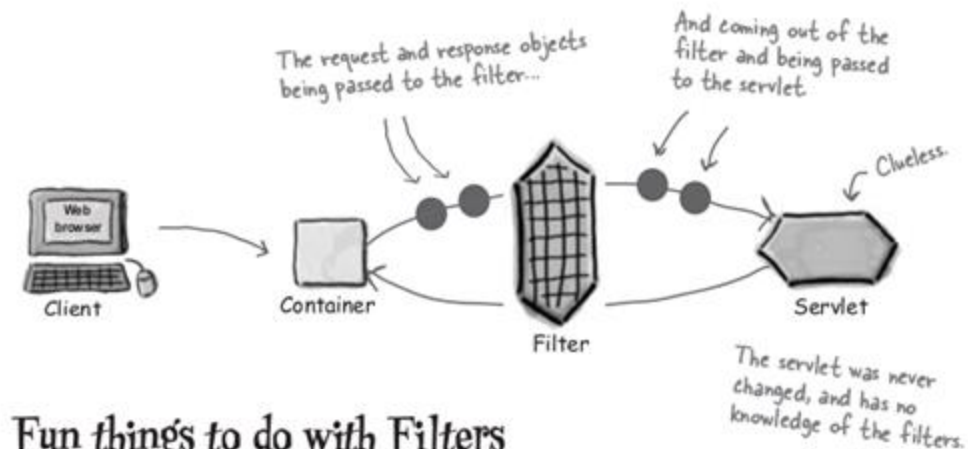 The request and response objects
being passed to the filter...
And coming out of the
filter and being passed
to the servlet.
Clueless.
Web
browser
Client
Container
Filter
Servlet
The servlet was never
changed, and has no
knowledge of the filters.
Fun things to do with Filters